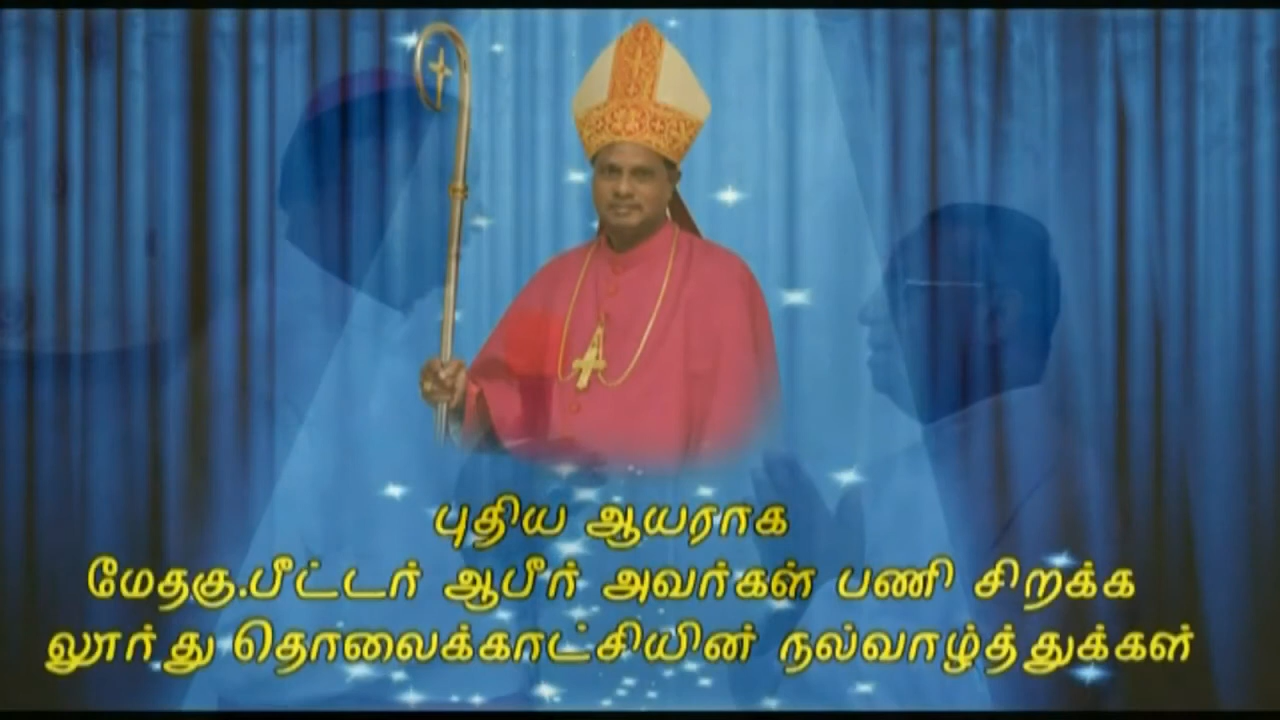 புதிய ஆயராக
மேதகு.பீட்டர் ஆபீர் அவர்கள் பணி சிறக்க
லூர்து தொலைக்காட்சியின் நல்வாழ்த்துக்கள்